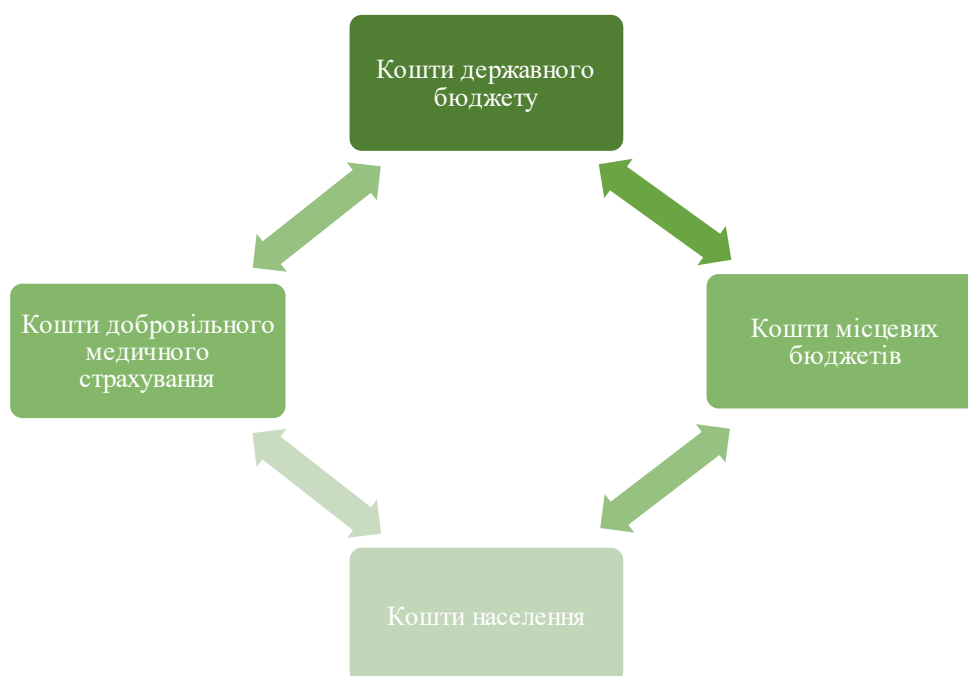 Кошти державного
бюджету
Кошти добровільного
медичного
страхування
Кошти місцевих
бюджетів
Кошти населення